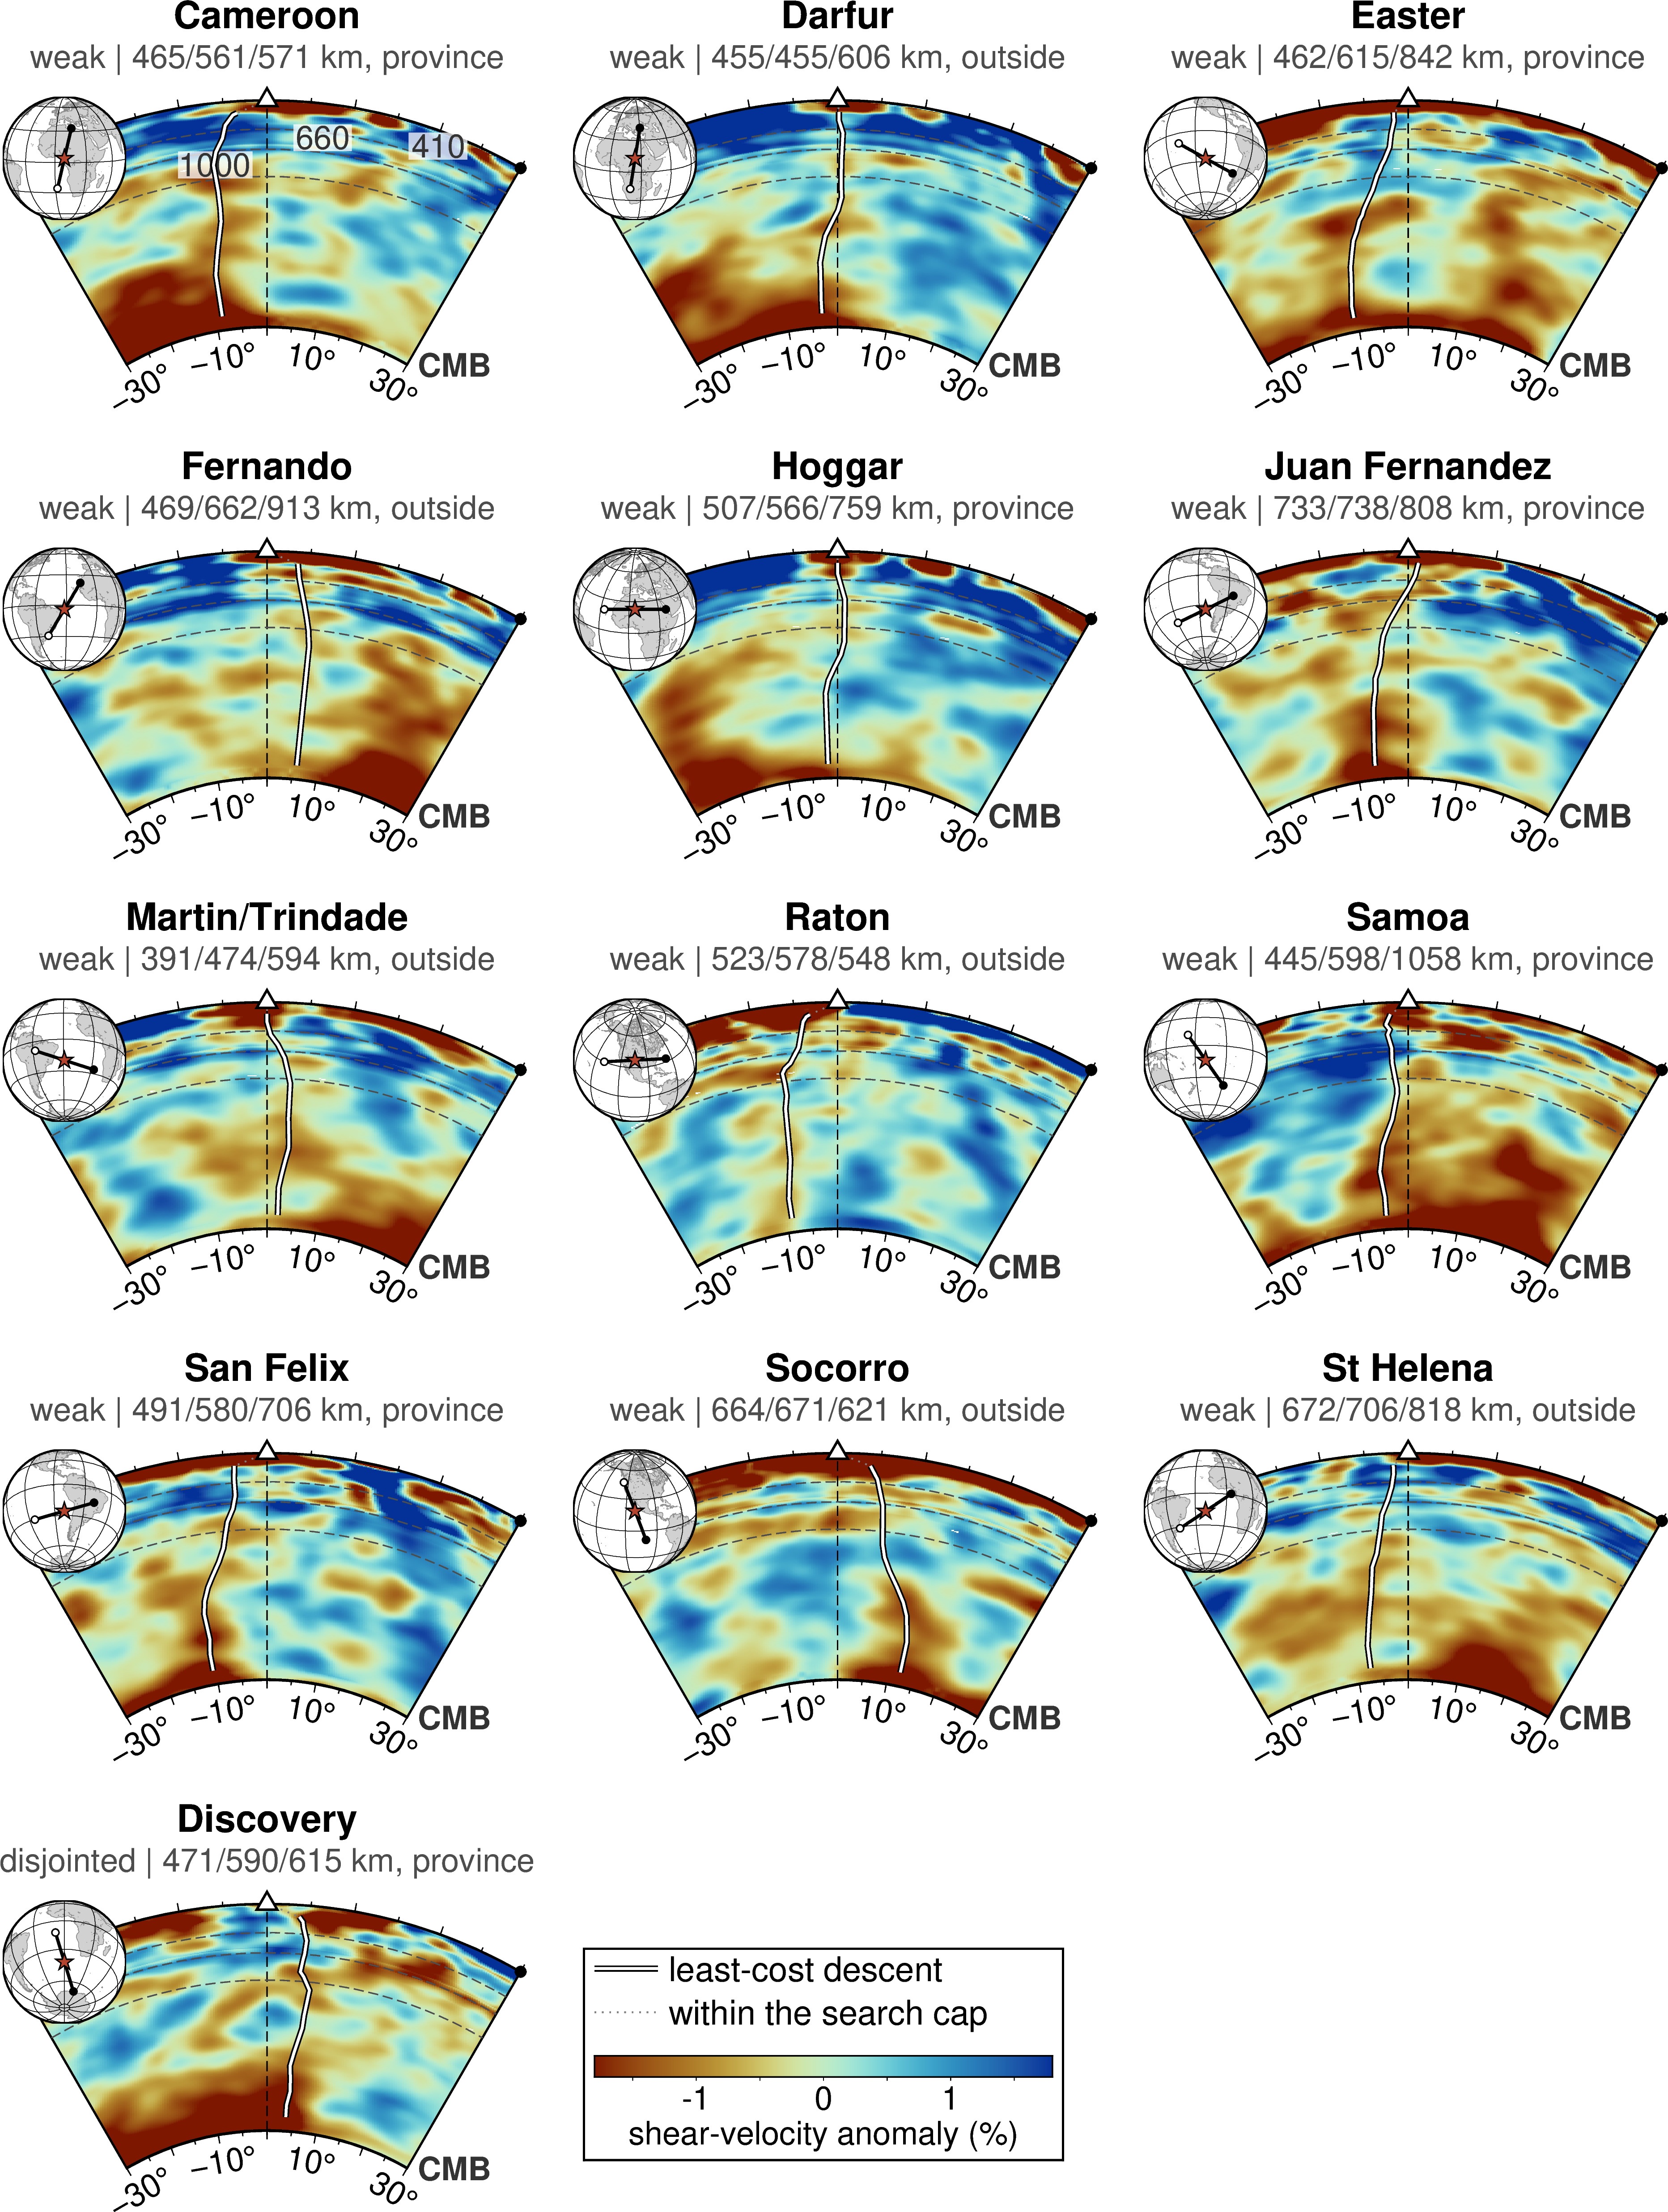 Cameroon
weak | 465/561/571 km, province
660
410
1000
−30°
−10°
10°
30°
CMB
Darfur
weak | 455/455/606 km, outside
−30°
−10°
10°
30°
CMB
Easter
weak | 462/615/842 km, province
−30°
−10°
10°
30°
CMB
Fernando
weak | 469/662/913 km, outside
−30°
−10°
10°
30°
CMB
Hoggar
weak | 507/566/759 km, province
−30°
−10°
10°
30°
CMB
Juan Fernandez
weak | 733/738/808 km, province
−30°
−10°
10°
30°
CMB
Martin/Trindade
weak | 391/474/594 km, outside
−30°
−10°
10°
30°
CMB
Raton
weak | 523/578/548 km, outside
−30°
−10°
10°
30°
CMB
Samoa
weak | 445/598/1058 km, province
−30°
−10°
10°
30°
CMB
San Felix
weak | 491/580/706 km, province
−30°
−10°
10°
30°
CMB
Socorro
weak | 664/671/621 km, outside
−30°
−10°
10°
30°
CMB
St Helena
weak | 672/706/818 km, outside
−30°
−10°
10°
30°
CMB
Discovery
disjointed | 471/590/615 km, province
−30°
−10°
10°
30°
CMB
least-cost descent
within the search cap
-1 0 1
shear-velocity anomaly (%)